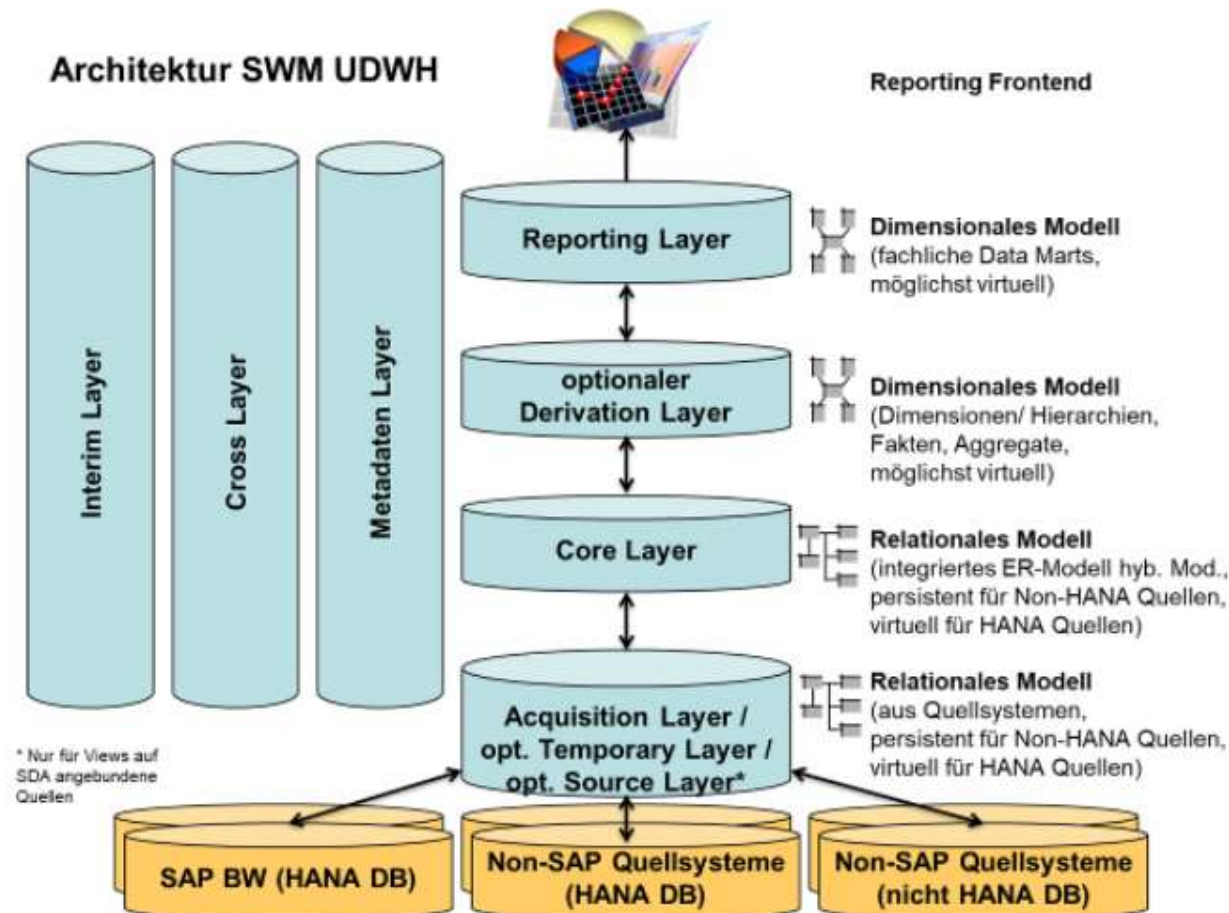 Architektur SWM UDWH
Reporting Frontend
Interim Layer
Cross Layer
Metadaten Layer
Reporting Layer
Dimensionales Modell
(fachliche Data Marts,
möglichst virtuell)
optionaler
Derivation Layer
Dimensionales Modell
(Dimensionen/ Hierarchien,
Fakten, Aggregate,
möglichst virtuell)
Core Layer
Relationales Modell
(integriertes ER-Modell hyb. Mod.,
persistent für Non-HANA Quellen,
virtuell für HANA Quellen)
Acquisition Layer /
opt. Temporary Layer /
opt. Source Layer*
Relationales Modell
(aus Quellsystemen,
persistent für Non-HANA Quellen,
virtuell für HANA Quellen)
* Nur für Views auf
SDA angebundene
Quellen
SAP BW (HANA DB)
Non-SAP Quellsysteme
(HANA DB)
Non-SAP Quellsysteme
(nicht HANA DB)